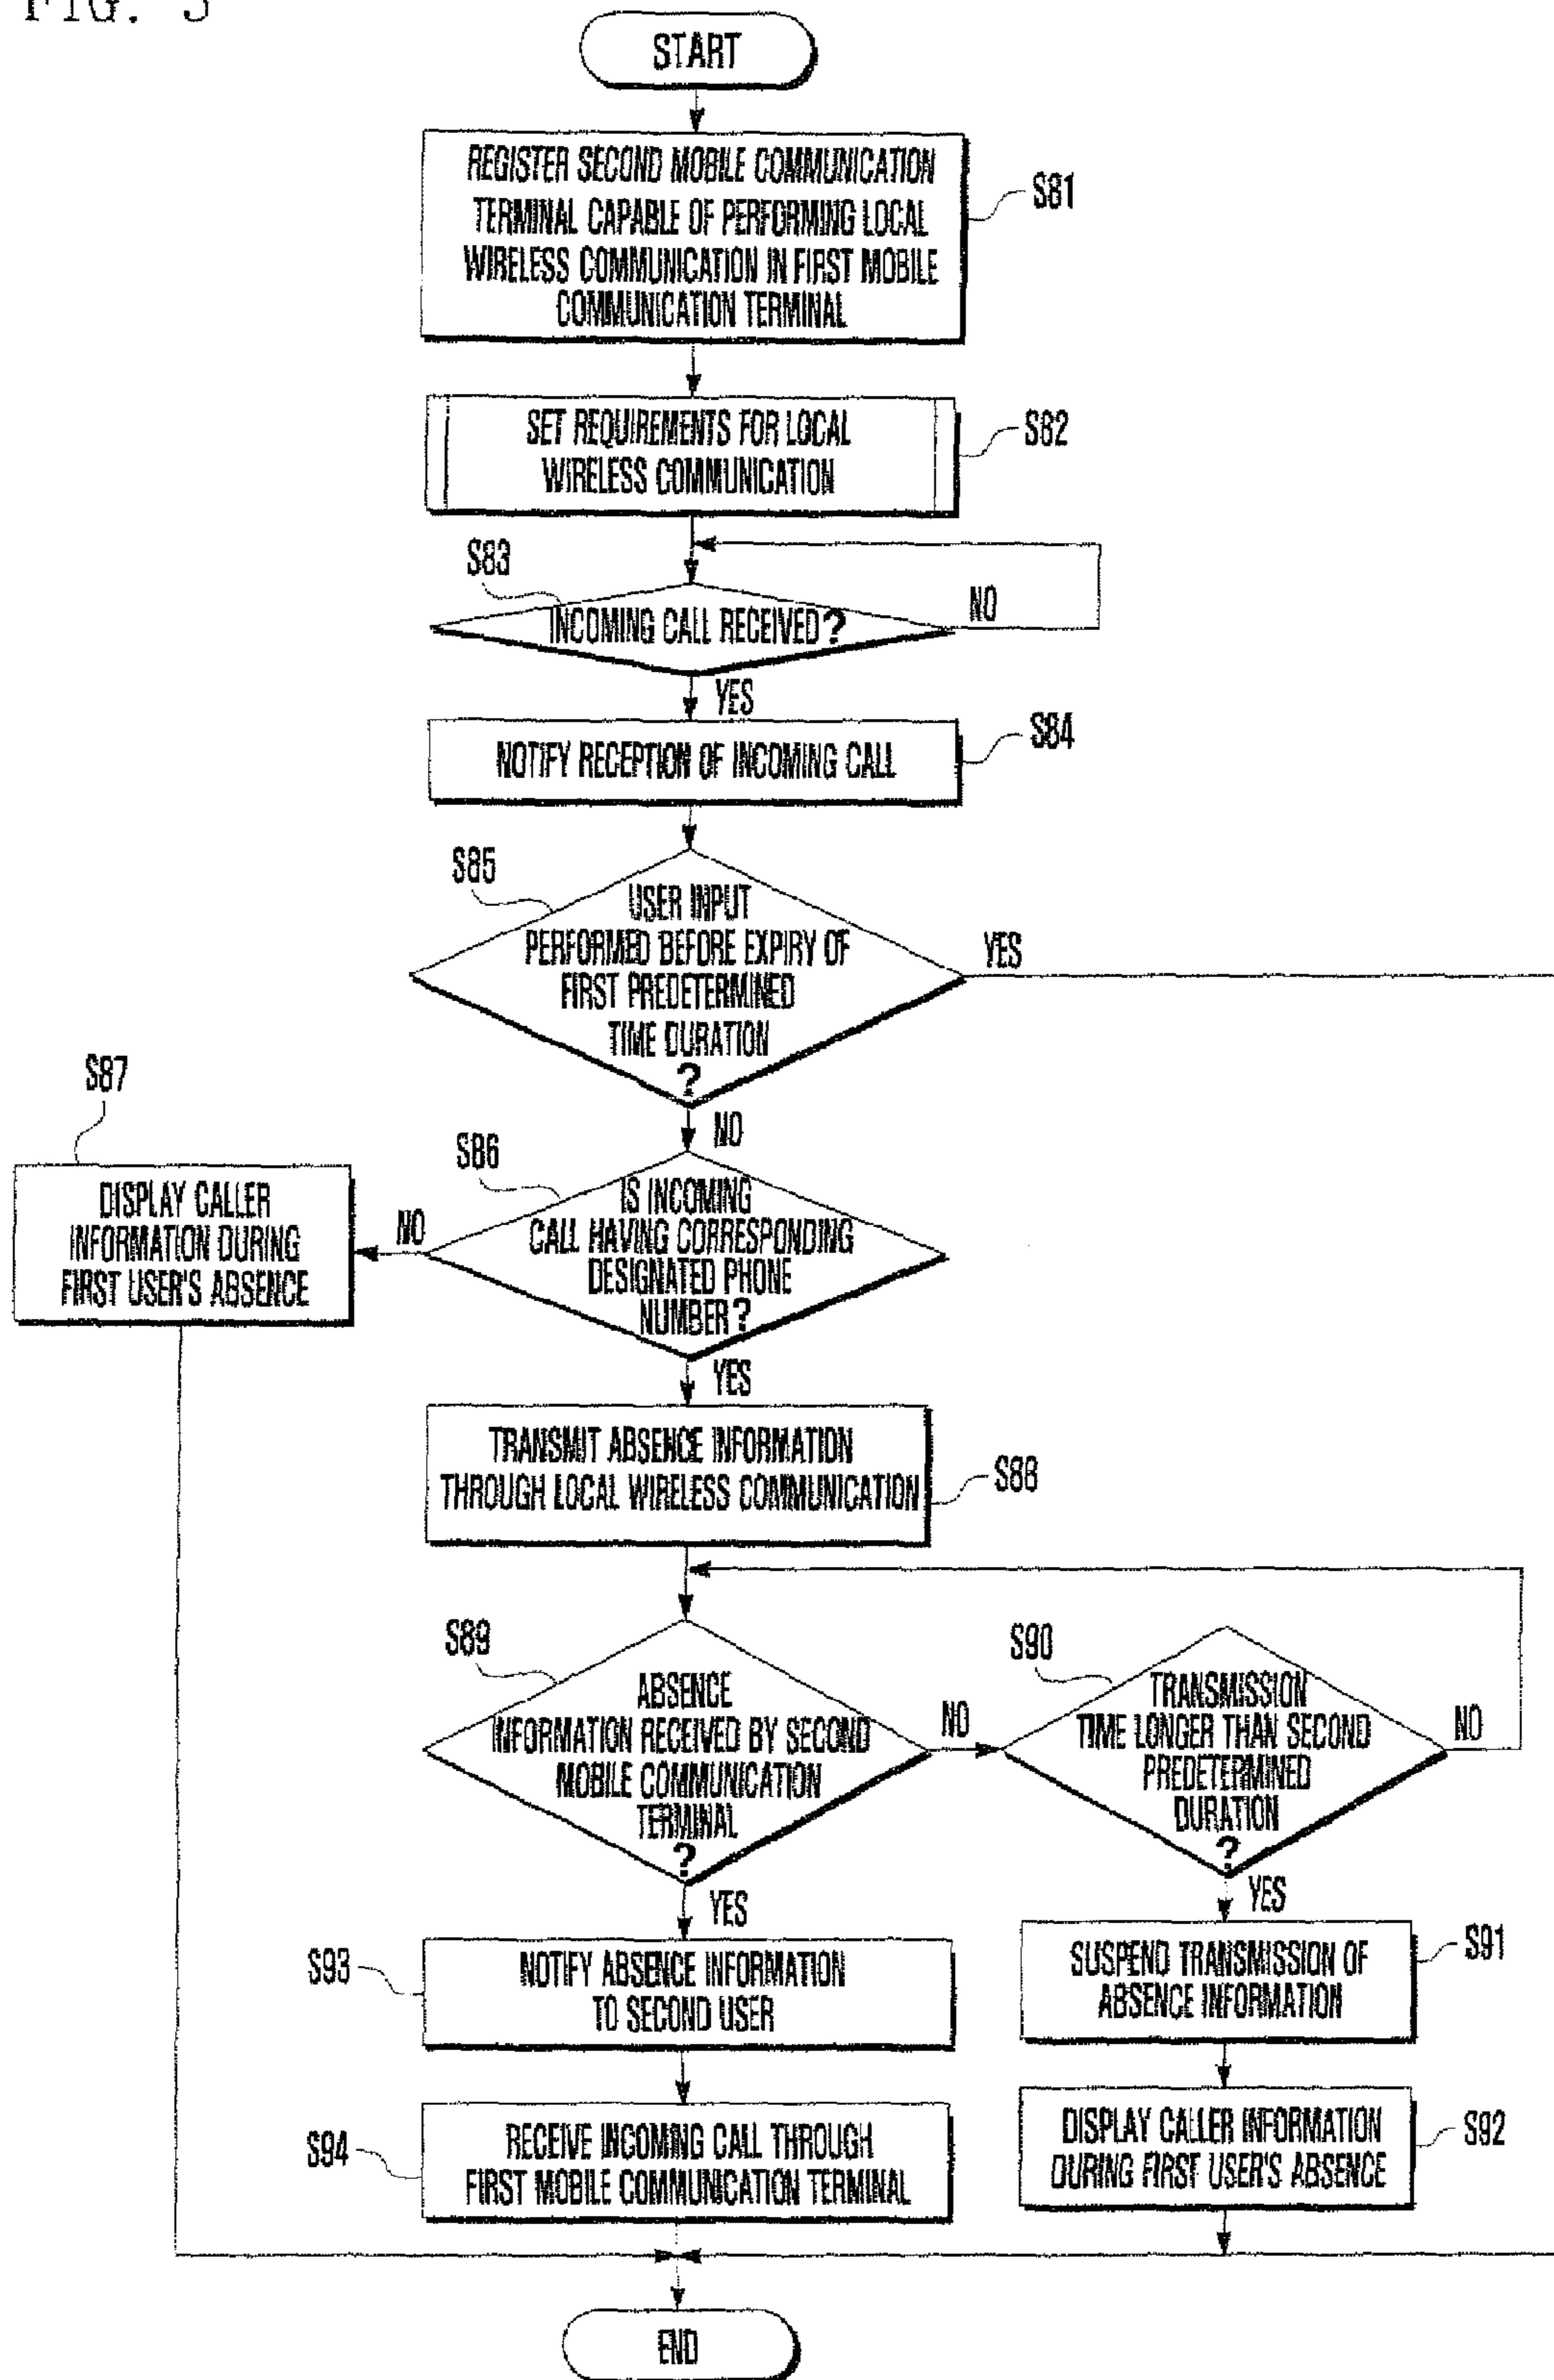 FIG. 3
START
REGISTER SECOND MOBILE COMMUNICATION
TERMINAL CAPABLE OF PERFORMING LOCAL
WIRELESS COMMUNICATION IN FIRST MOBILE
COMMUNICATION TERMINAL
S81
SET REQUIREMENTS FOR LOCAL
WIRELESS COMMUNICATION
S82
S83
INCOMING CALL RECEIVED?
NO
YES
NOTIFY RECEPTION OF INCOMING CALL
S84
S85
USER INPUT
PERFORMED BEFORE EXPIRY OF
FIRST PREDETERMINED
TIME DURATION
?
YES
NO
S87
DISPLAY CALLER
INFORMATION DURING
FIRST USER'S ABSENCE
S86
IS INCOMING
CALL HAVING CORRESPONDING
DESIGNATED PHONE
NUMBER?
NO
YES
TRANSMIT ABSENCE INFORMATION
THROUGH LOCAL WIRELESS COMMUNICATION
S88
S89
ABSENCE
INFORMATION RECEIVED BY SECOND
MOBILE COMMUNICATION
TERMINAL
?
NO
YES
S90
TRANSMISSION
TIME LONGER THAN SECOND
PREDETERMINED
DURATION
?
NO
YES
S93
NOTIFY ABSENCE INFORMATION
TO SECOND USER
SUSPEND TRANSMISSION OF
ABSENCE INFORMATION
S91
S94
RECEIVE INCOMING CALL THROUGH
FIRST MOBILE COMMUNICATION TERMINAL
DISPLAY CALLER INFORMATION
DURING FIRST USER'S ABSENCE
S92
END